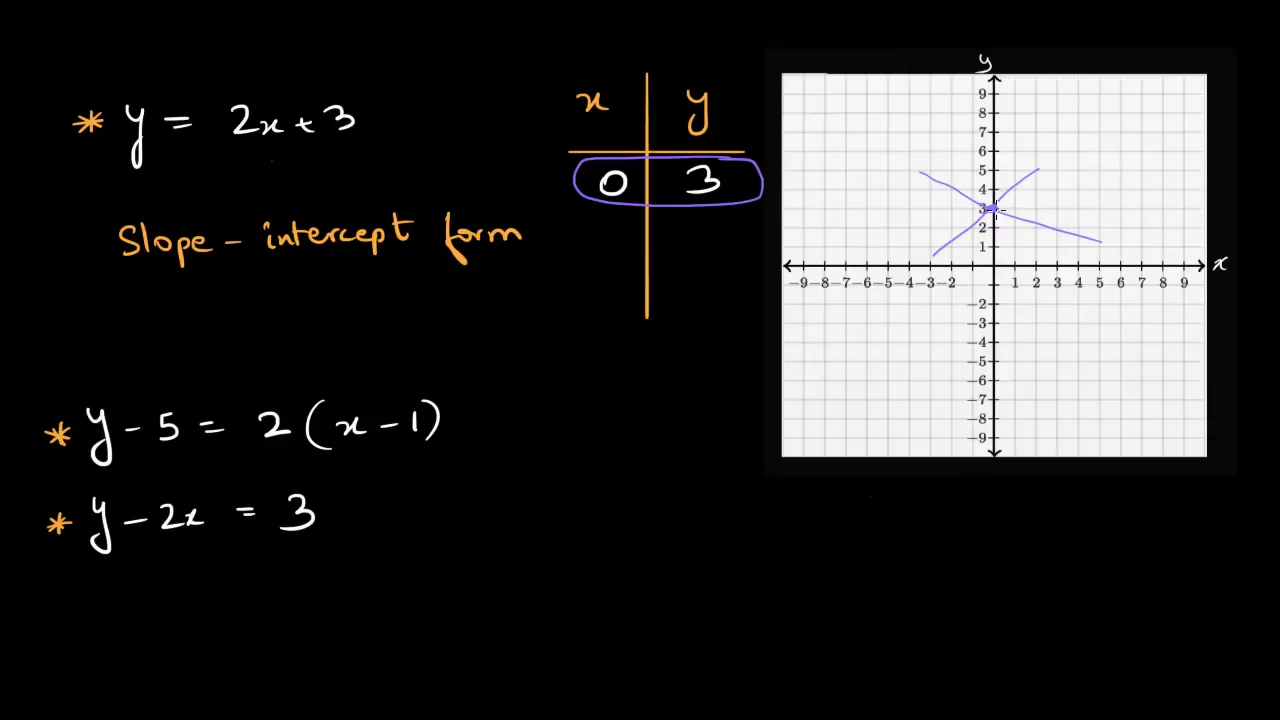 * y = 2x + 3
Slope - intercept form
x y
0 3
* y - 5 = 2 (x - 1)
* y - 2x = 3
y
9
8
7
6
5
4
3
2
1
-9 -8 -7 -6 -5 -4 -3 -2 1 2 3 4 5 6 7 8 9 x
-2
-3
-4
-5
-6
-7
-8
-9